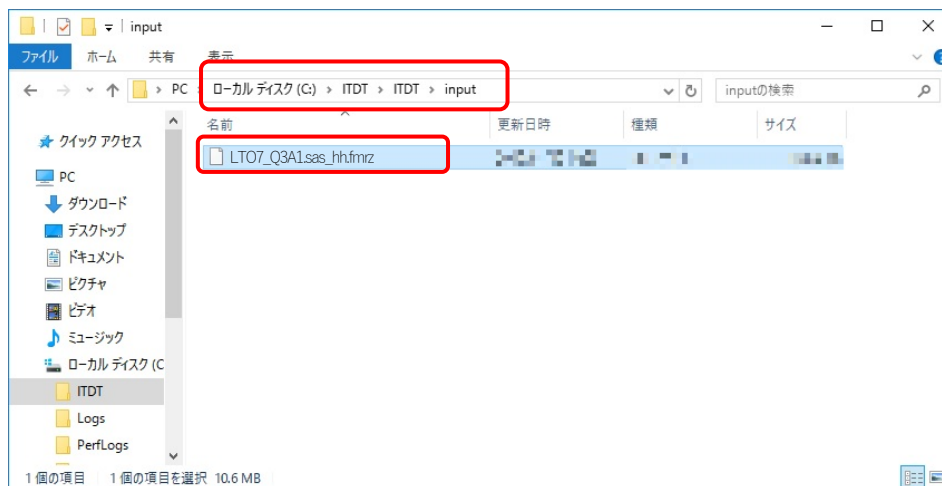 input
ファイル ホーム 共有 表示
PC ローカル ディスク (C:) ITDT ITDT input inputの検索
名前 更新日時 種類 サイズ
クイック アクセス
LTO7_Q3A1.sas_hh.fmrz
PC
ダウンロード
デスクトップ
ドキュメント
ピクチャ
ビデオ
ミュージック
ローカル ディスク (C
ITDT
Logs
PerfLogs
1 個の項目 1 個の項目を選択 10.6 MB